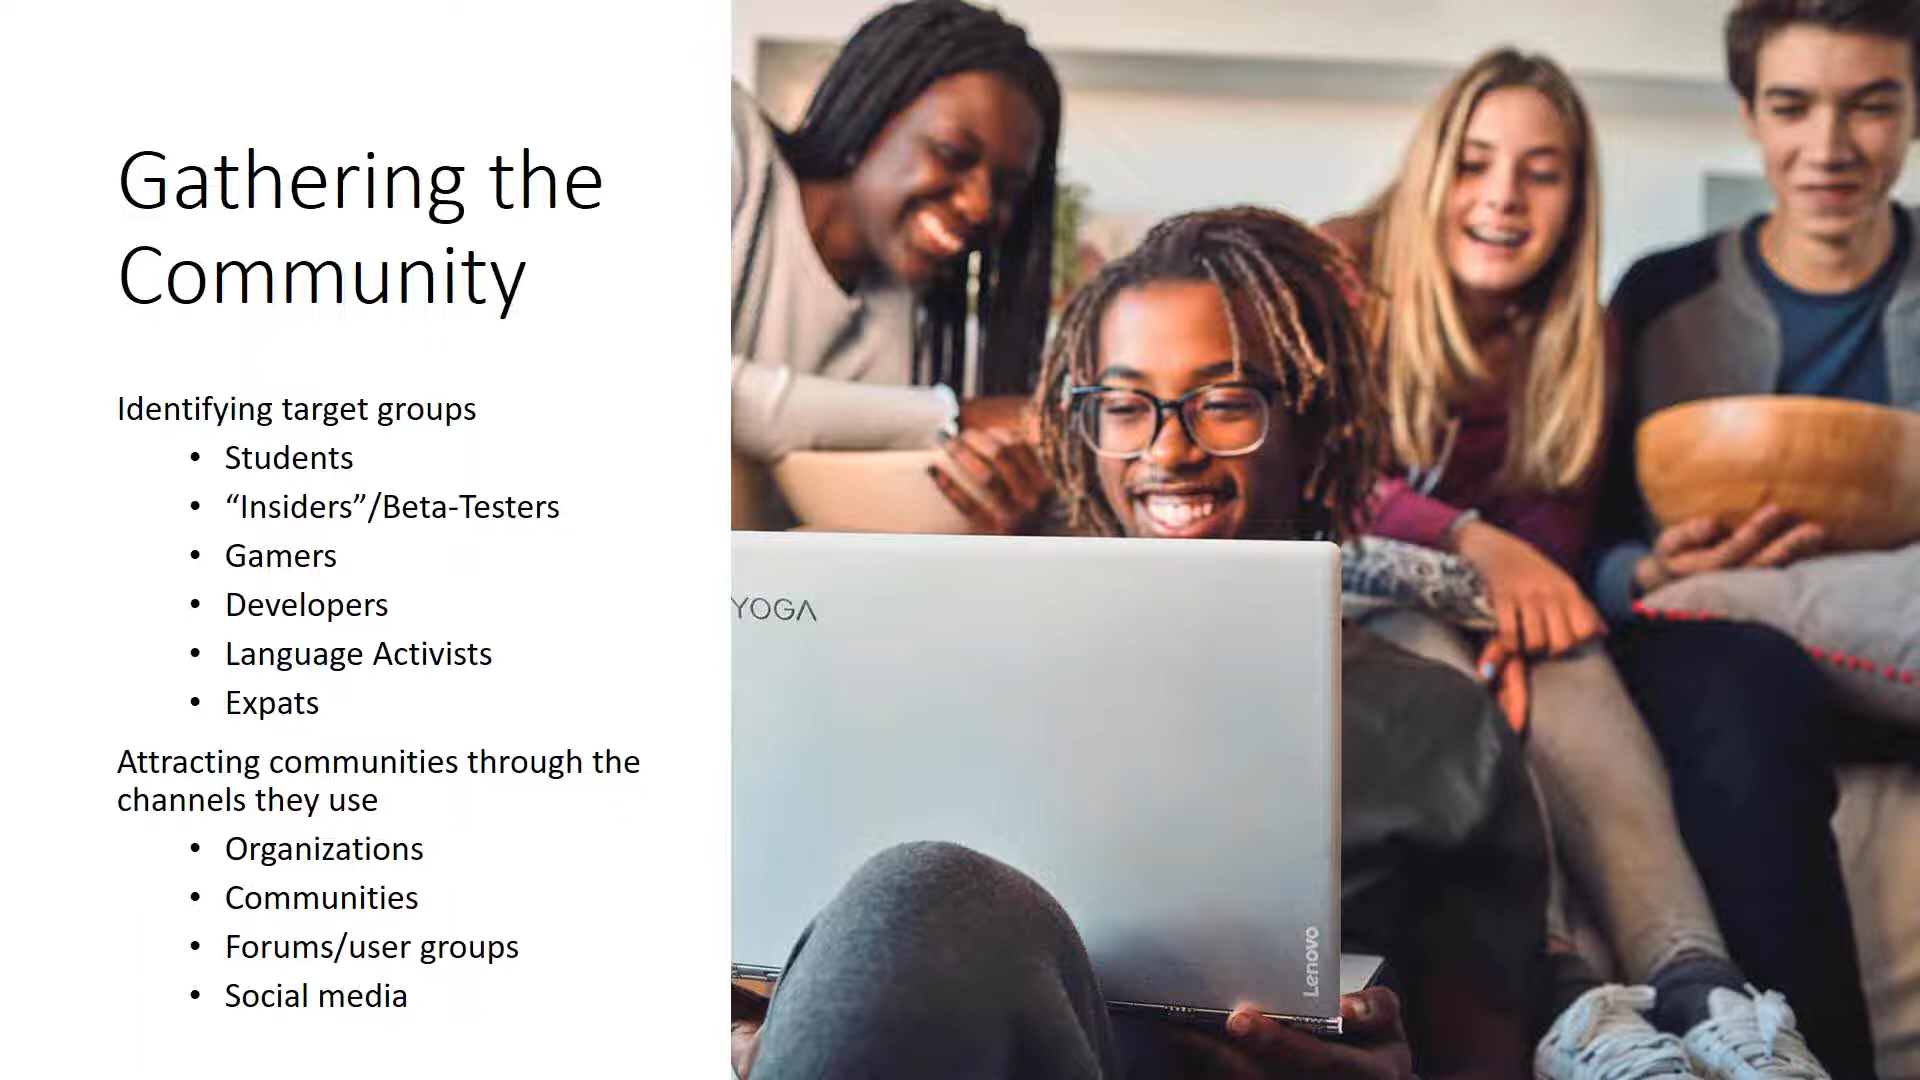 Gathering the
Community
Identifying target groups
• Students
• “Insiders”/Beta-Testers
• Gamers
• Developers
• Language Activists
• Expats
Attracting communities through the
channels they use
• Organizations
• Communities
• Forums/user groups
• Social media
YOGA
Lenovo